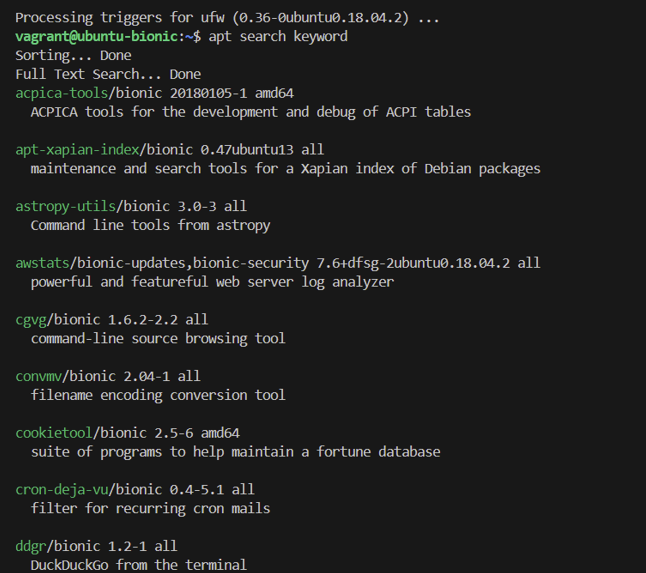 Processing triggers for ufw (0.36-0ubuntu0.18.04.2) ...
vagrant@ubuntu-bionic:~$ apt search keyword
Sorting... Done
Full Text Search... Done
acpica-tools/bionic 20180105-1 amd64
  ACPICA tools for the development and debug of ACPI tables

apt-xapian-index/bionic 0.47ubuntu13 all
  maintenance and search tools for a Xapian index of Debian packages

astropy-utils/bionic 3.0-3 all
  Command line tools from astropy

awstats/bionic-updates,bionic-security 7.6+dfsg-2ubuntu0.18.04.2 all
  powerful and featureful web server log analyzer

cgvg/bionic 1.6.2-2.2 all
  command-line source browsing tool

convmv/bionic 2.04-1 all
  filename encoding conversion tool

cookietool/bionic 2.5-6 amd64
  suite of programs to help maintain a fortune database

cron-deja-vu/bionic 0.4-5.1 all
  filter for recurring cron mails

ddgr/bionic 1.2-1 all
  DuckDuckGo from the terminal